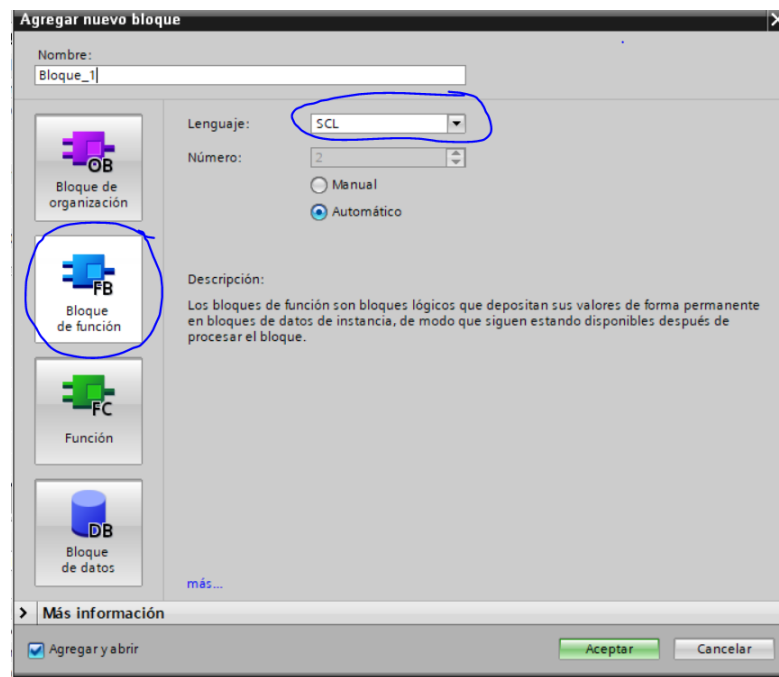 Agregar nuevo bloque
Nombre:
Bloque_1
Lenguaje:
SCL
Número:
2
Manual
Automático
OB
Bloque de
organización
FB
Bloque
de función
FC
Función
DB
Bloque
de datos
Descripción:
Los bloques de función son bloques lógicos que depositan sus valores de forma permanente
en bloques de datos de instancia, de modo que siguen estando disponibles después de
procesar el bloque.
más...
> Más información
Agregar y abrir
Aceptar
Cancelar